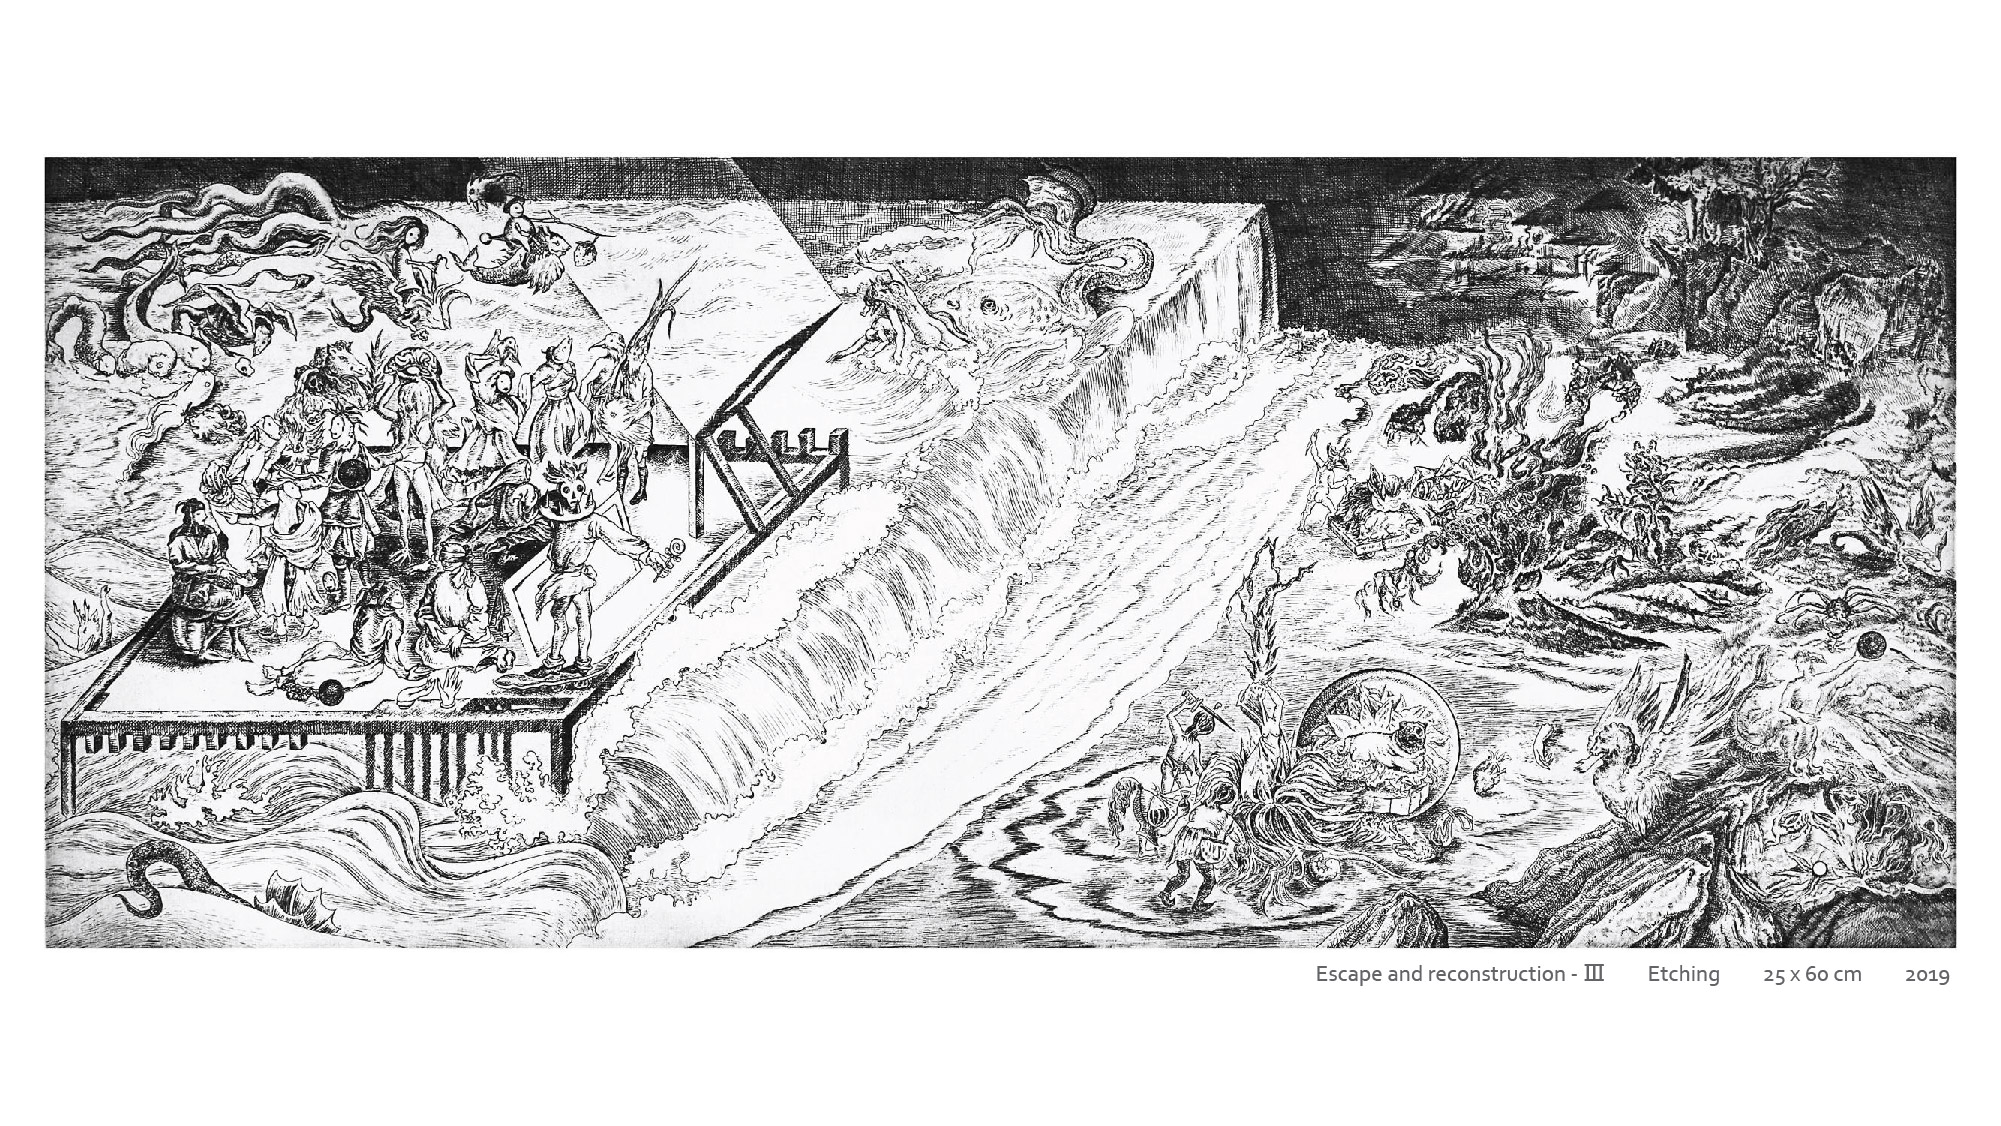 Escape and reconstruction - Ⅲ Etching 25 x 60 cm 2019